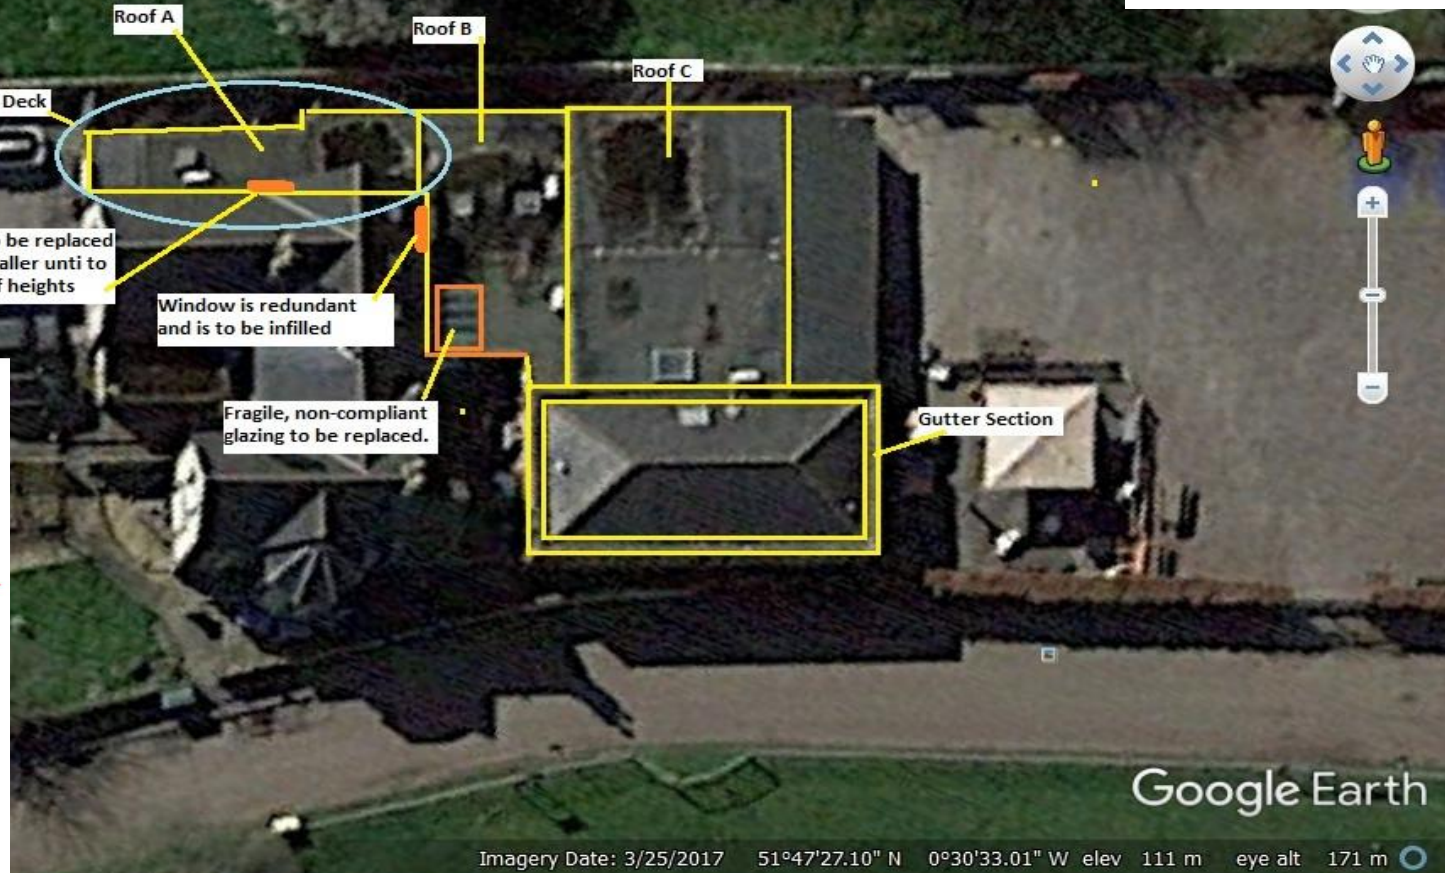 Roof A
Roof B
Roof C
Deck
be replaced
aller unti to
f heights
Window is redundant
and is to be infilled
Fragile, non-compliant
glazing to be replaced.
Gutter Section
Google Earth
Imagery Date: 3/25/2017 51°47'27.10" N 0°30'33.01" W elev 111 m eye alt 171 m